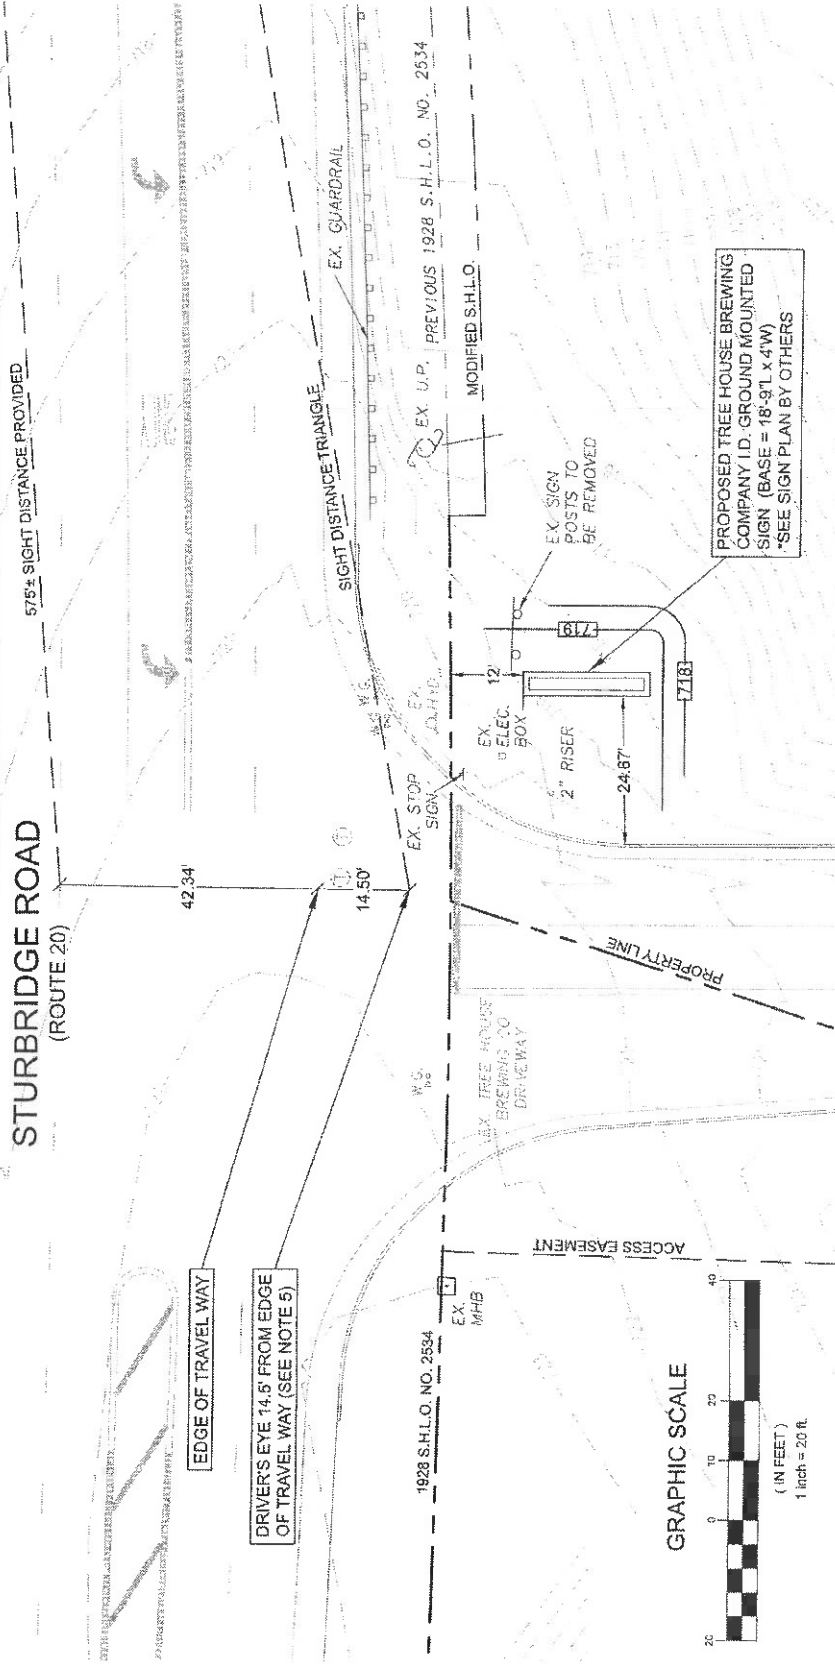 STURBRIDGE ROAD
(ROUTE 20)
575'± SIGHT DISTANCE PROVIDED
42.34'
14.50'
EDGE OF TRAVEL WAY
DRIVER'S EYE 14.5' FROM EDGE
OF TRAVEL WAY (SEE NOTE 5)
SIGHT DISTANCE TRIANGLE
EX. GUARDRAIL
EX. U.P.
PREVIOUS 1928 S.H.L.O. NO. 2534
MODIFIED S.H.L.O.
W.G.
W.G.
EX.
EX. STOP
SIGN
12'
EX.
ELEC.
BOX
2" RISER
24.67'
EX. SIGN
POSTS TO
BE REMOVED
719
718
PROPOSED TREE HOUSE BREWING
COMPANY I.D. GROUND MOUNTED
SIGN (BASE = 18'-9"L x 4'W)
*SEE SIGN PLAN BY OTHERS
PROPERTY LINE
W.G.
EX. TREE HOUSE
BREWING CO
DRIVEWAY
ACCESS EASEMENT
EX.
MHB
1928 S.H.L.O. NO. 2534
GRAPHIC SCALE
20
0
10
20
40
( IN FEET )
1 inch = 20 ft.